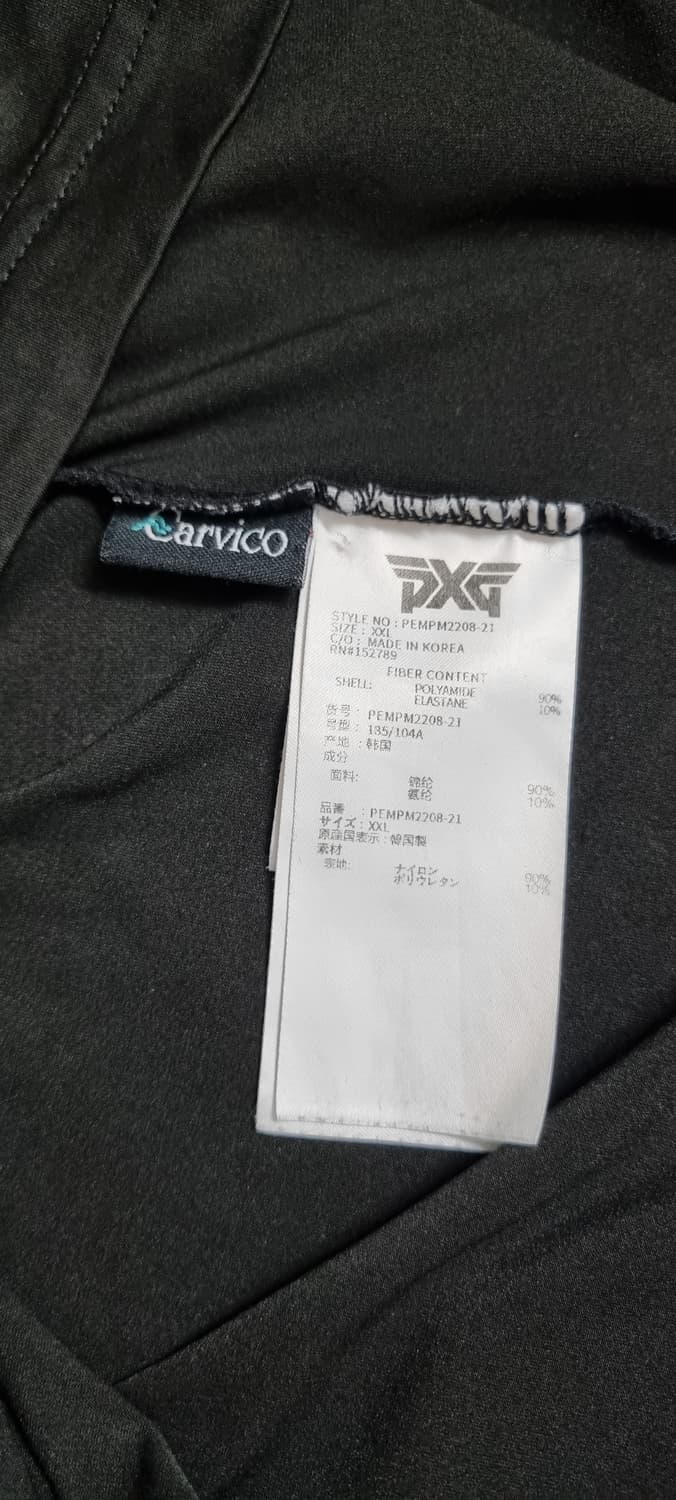 Carvico
PXG
STYLE NO : PEMPM2208-21
SIZE : XXL
C/O : MADE IN KOREA
RN#152789
FIBER CONTENT
SHELL: POLYAMIDE 90%
ELASTANE 10%
货号 : PEMPM2208-21
号型 : 185/104A
产地 : 韩国
成分
面料: 锦纶 90%
氨纶 10%
品番 : PEMPM2208-21
サイズ : XXL
原産国表示 : 韓国製
素材
表地: ナイロン 90%
ポリウレタン 10%